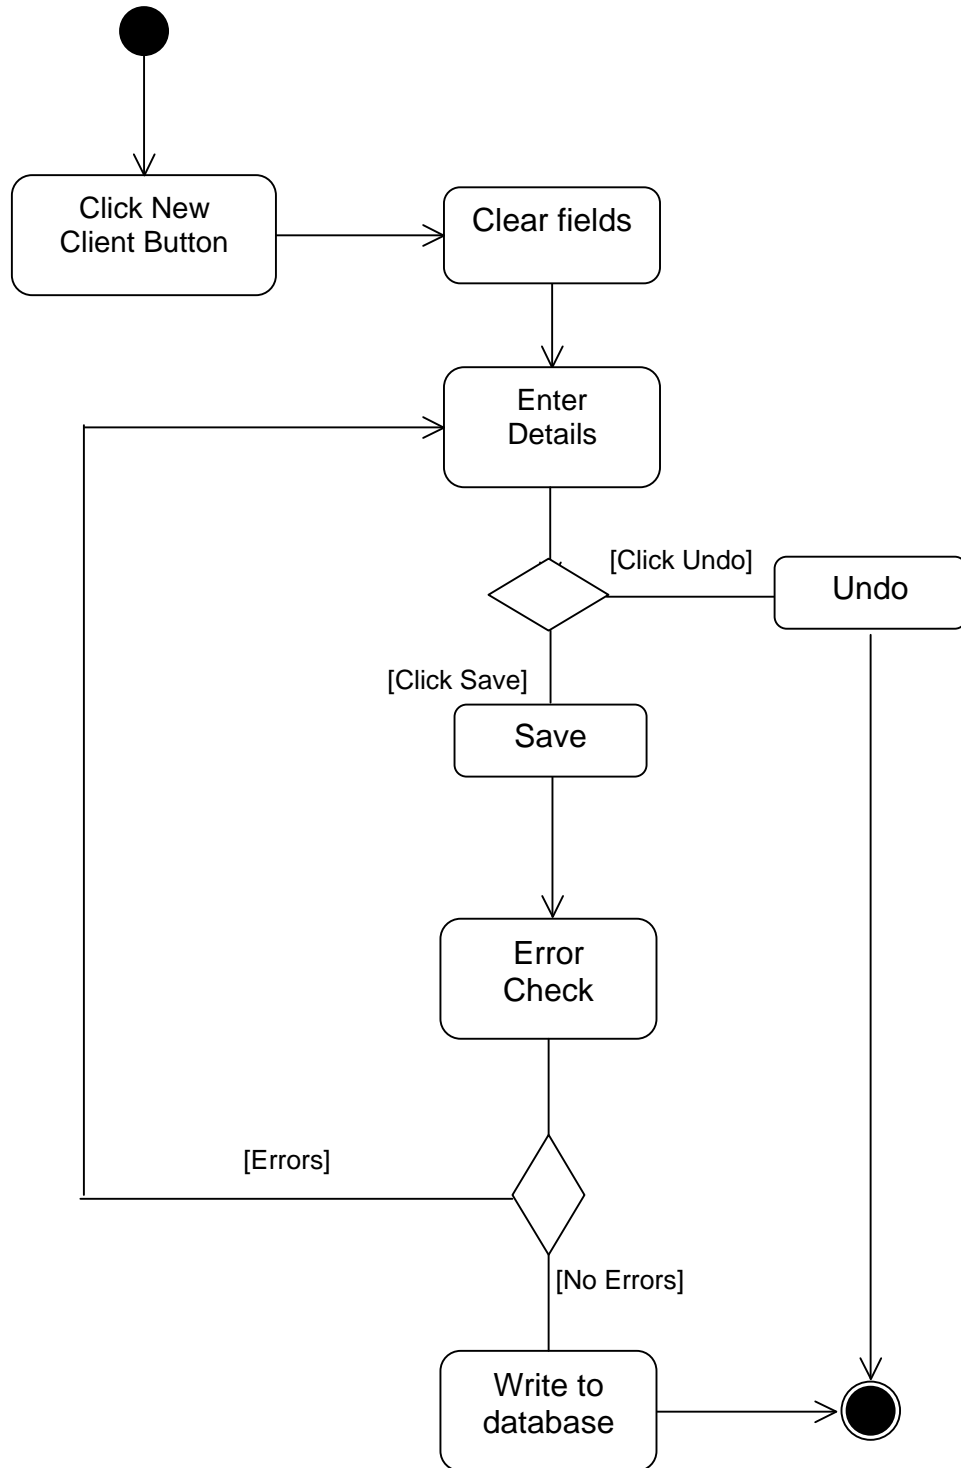 Click New
Client Button
Clear fields
Enter
Details
[Click Undo]
Undo
[Click Save]
Save
Error
Check
[Errors]
[No Errors]
Write to
database